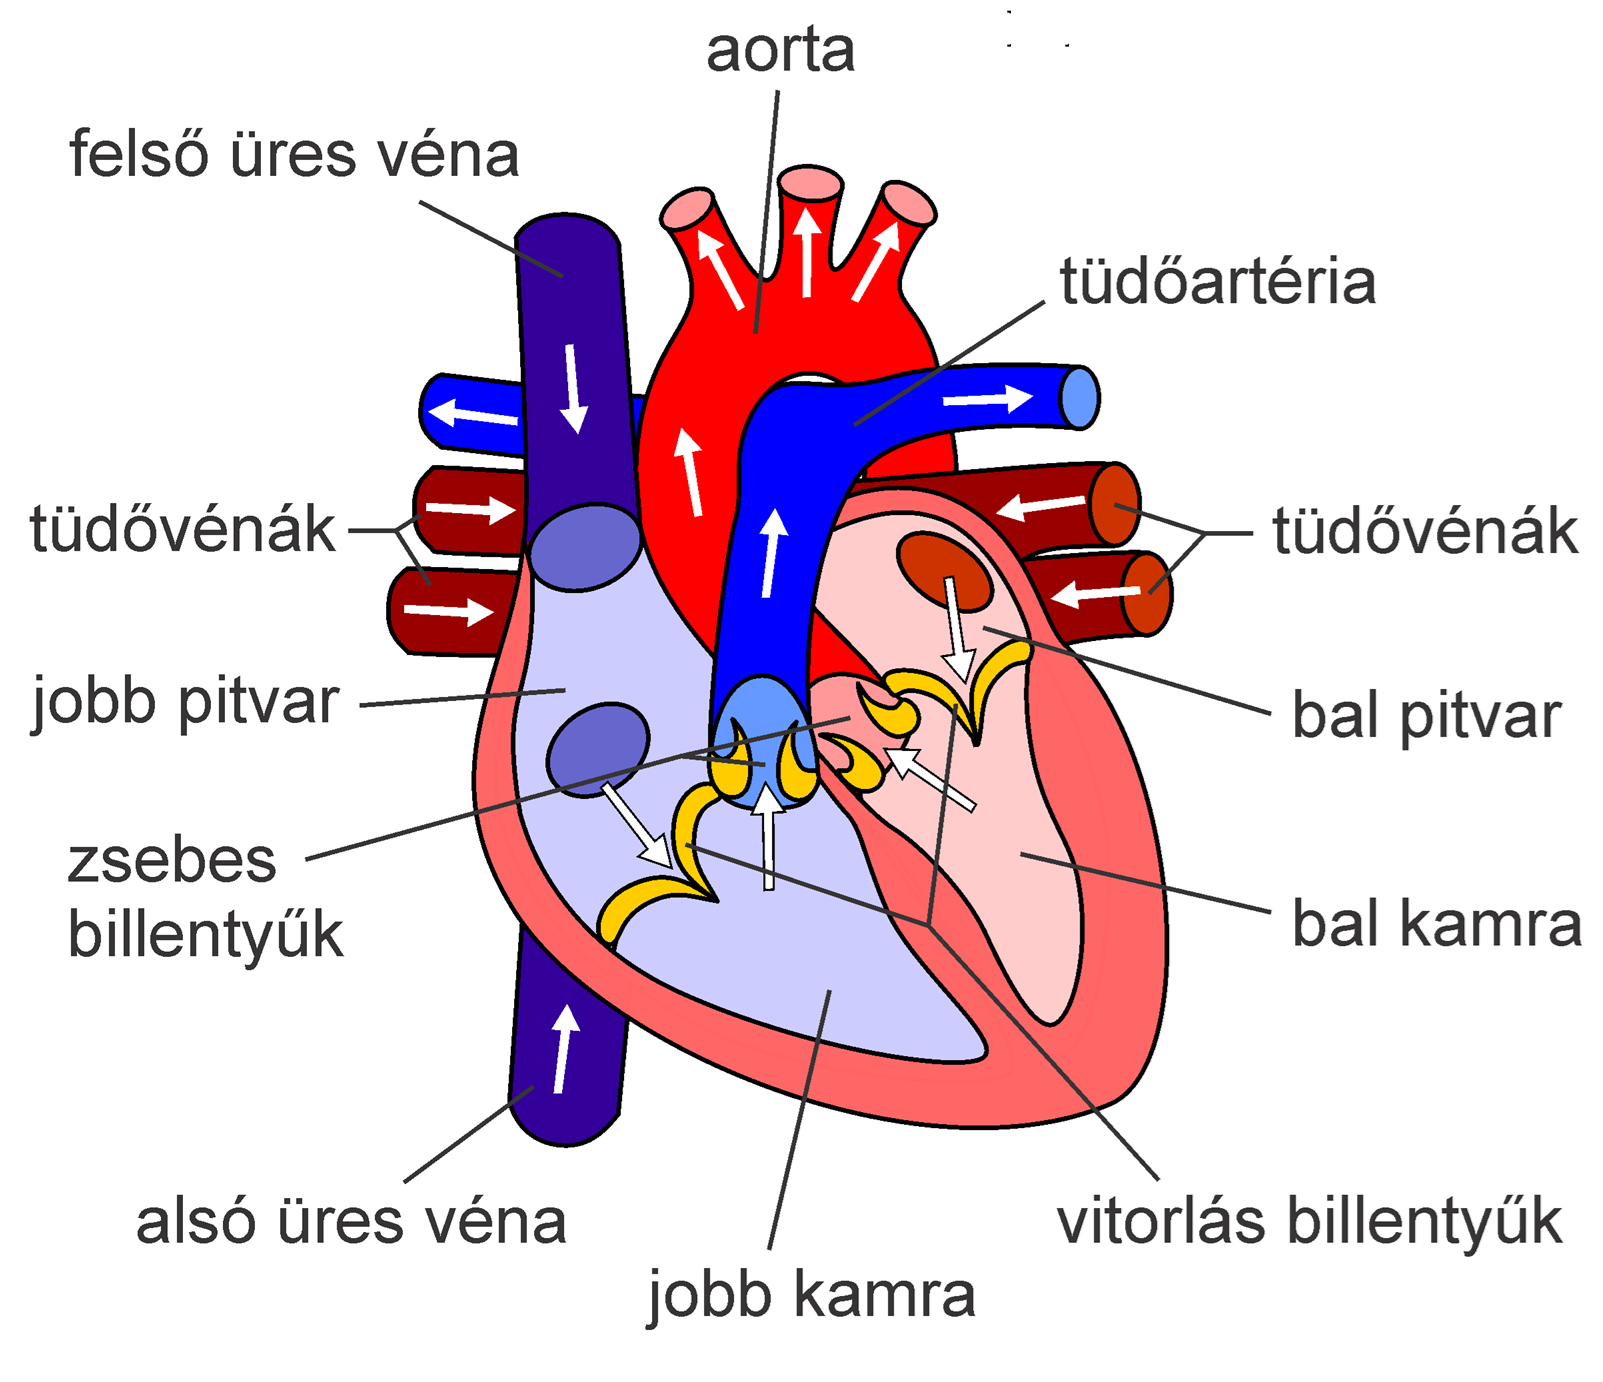 aorta
felső üres véna
tüdőartéria
tüdővénák
tüdővénák
jobb pitvar
bal pitvar
zsebes
billentyűk
bal kamra
alsó üres véna
vitorlás billentyűk
jobb kamra